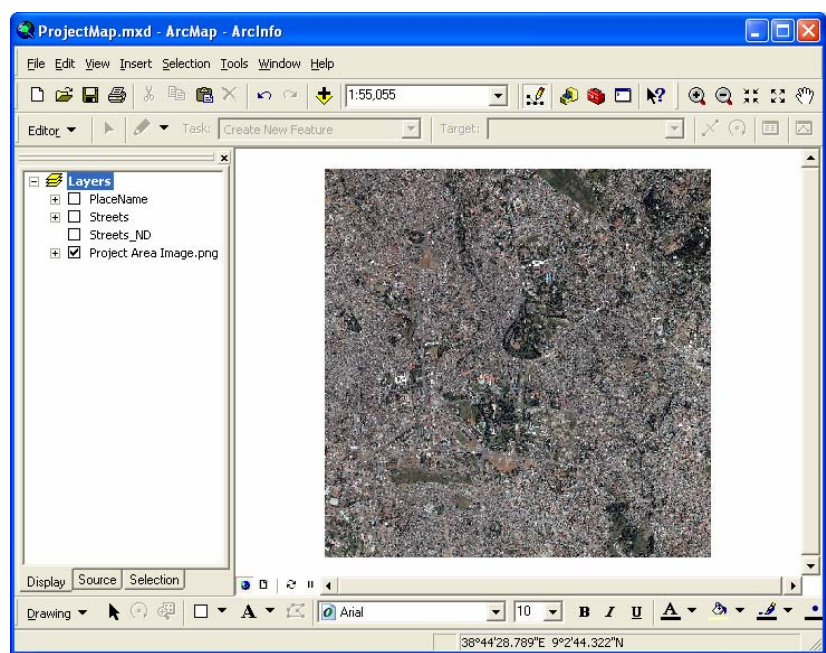 ProjectMap.mxd - ArcMap - ArcInfo
File Edit View Insert Selection Tools Window Help
1:55,055
Editor Task: Create New Feature Target:
Layers
PlaceName
Streets
Streets_ND
Project Area Image.png
Display Source Selection
Drawing A Arial 10 B I U A
38°44'28.789"E 9°2'44.322"N